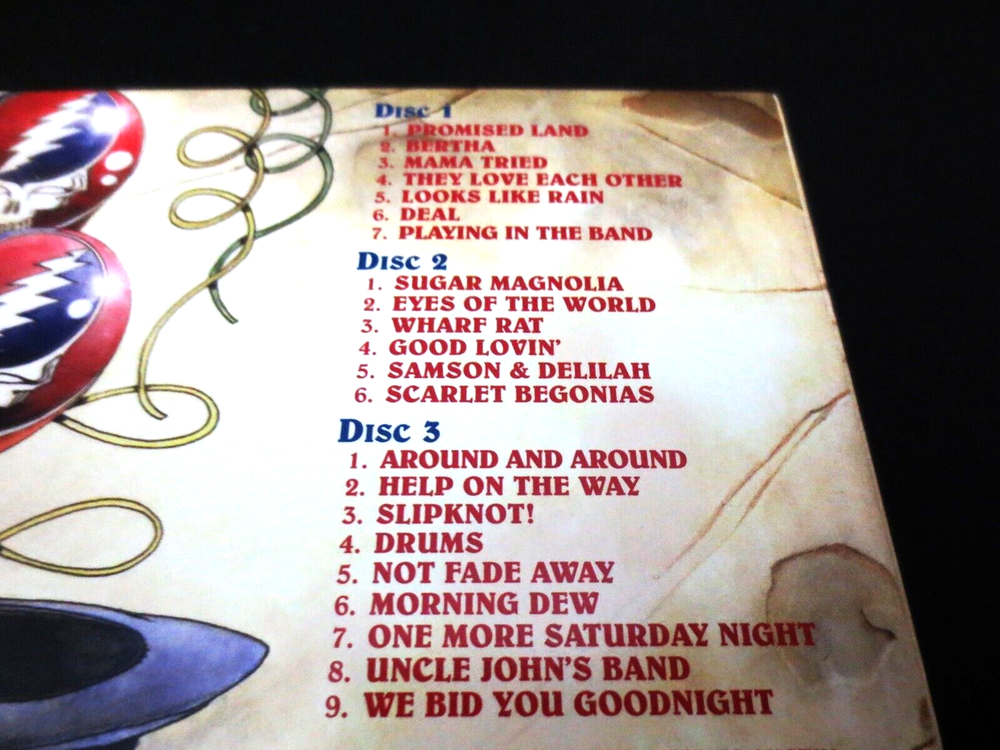 Disc 1
1. PROMISED LAND
2. BERTHA
3. MAMA TRIED
4. THEY LOVE EACH OTHER
5. LOOKS LIKE RAIN
6. DEAL
7. PLAYING IN THE BAND
Disc 2
1. SUGAR MAGNOLIA
2. EYES OF THE WORLD
3. WHARF RAT
4. GOOD LOVIN'
5. SAMSON & DELILAH
6. SCARLET BEGONIAS
Disc 3
1. AROUND AND AROUND
2. HELP ON THE WAY
3. SLIPKNOT!
4. DRUMS
5. NOT FADE AWAY
6. MORNING DEW
7. ONE MORE SATURDAY NIGHT
8. UNCLE JOHN'S BAND
9. WE BID YOU GOODNIGHT